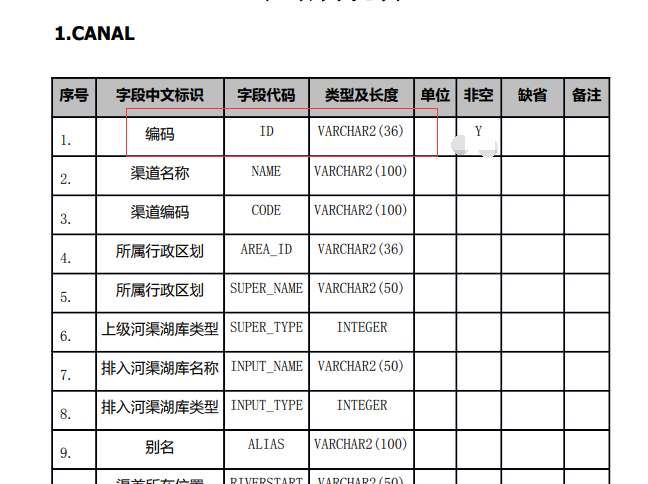 1.CANAL
序号 字段中文标识 字段代码 类型及长度 单位 非空 缺省 备注
1. 编码 ID VARCHAR2(36) Y
2. 渠道名称 NAME VARCHAR2(100)
3. 渠道编码 CODE VARCHAR2(100)
4. 所属行政区划 AREA_ID VARCHAR2(36)
5. 所属行政区划 SUPER_NAME VARCHAR2(50)
6. 上级河渠湖库类型 SUPER_TYPE INTEGER
7. 排入河渠湖库名称 INPUT_NAME VARCHAR2(50)
8. 排入河渠湖库类型 INPUT_TYPE INTEGER
9. 别名 ALIAS VARCHAR2(100)
渠首所在位置 RIVERSTART VARCHAR2(50)